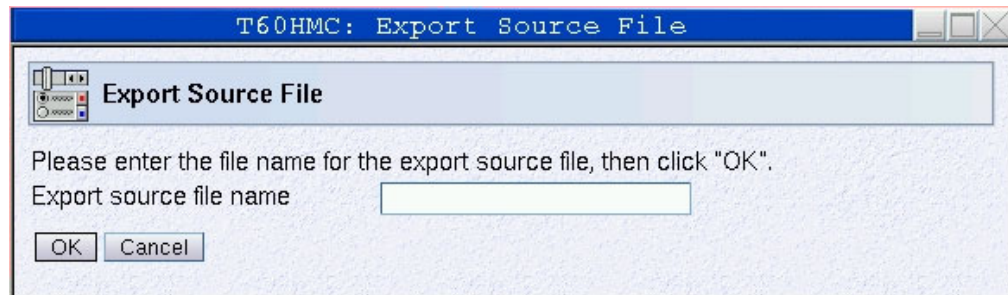 T60HMC: Export Source File
Export Source File
Please enter the file name for the export source file, then click "OK".
Export source file name
OK Cancel